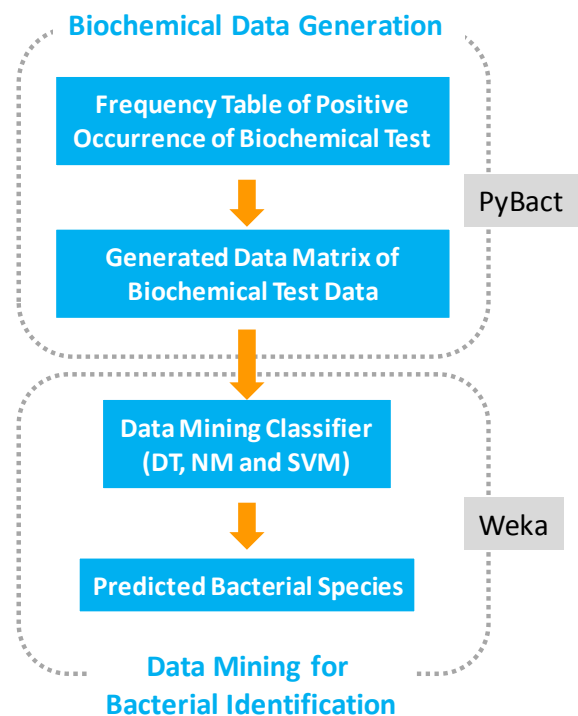 Biochemical Data Generation
Frequency Table of Positive
Occurrence of Biochemical Test
PyBact
Generated Data Matrix of
Biochemical Test Data
Data Mining Classifier
(DT, NM and SVM)
Weka
Predicted Bacterial Species
Data Mining for
Bacterial Identification